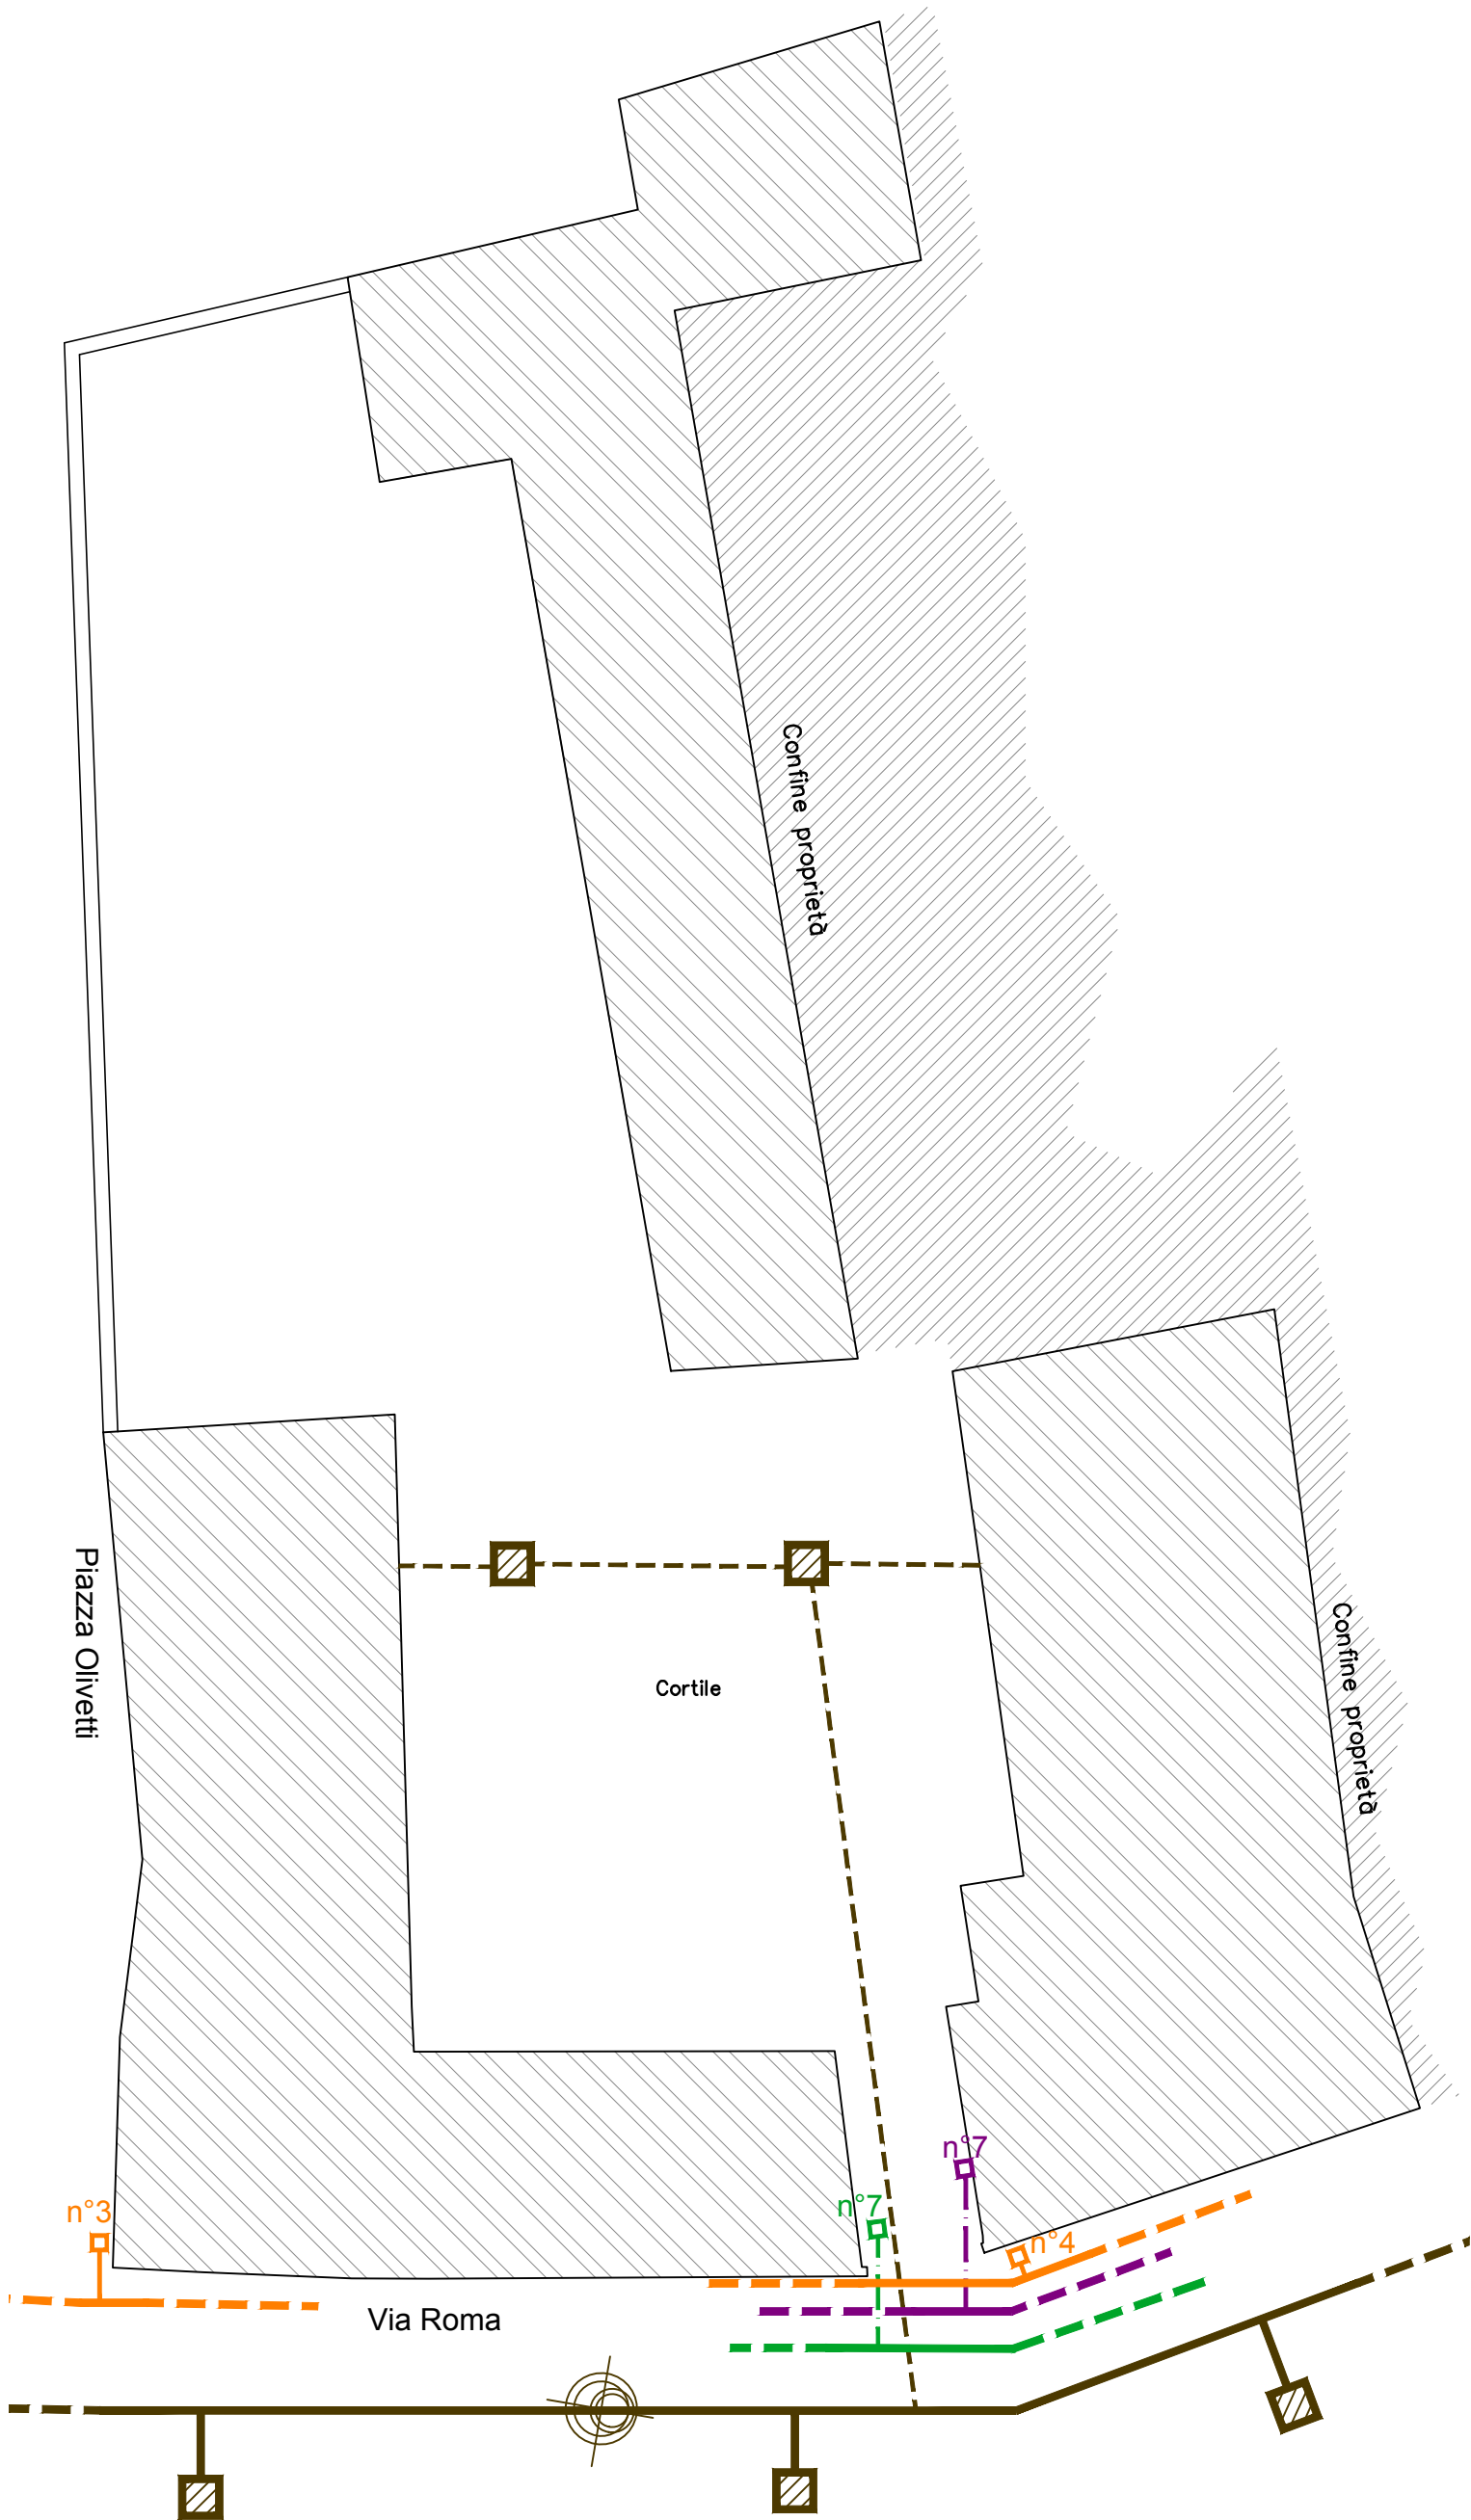 Confine proprietà
Piazza Olivetti
Cortile
Confine proprietà
n°7
n°7
n°3
n°4
Via Roma